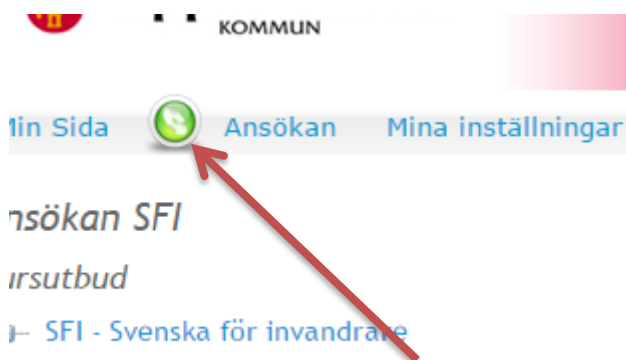 KOMMUN
Min Sida Ansökan Mina inställningar
nsökan SFI
ursutbud
SFI - Svenska för invandrare